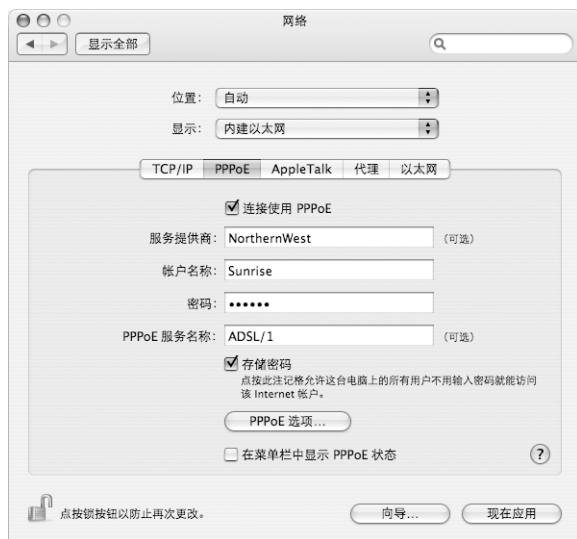 网络
显示全部
位置: 自动
显示: 内建以太网
TCP/IP PPPoE AppleTalk 代理 以太网
连接使用 PPPoE
服务提供商: NorthernWest (可选)
帐户名称: Sunrise
密码: ••••••
PPPoE 服务名称: ADSL/1 (可选)
存储密码
点按此注记格允许这台电脑上的所有用户不用输入密码就能访问
该 Internet 帐户。
PPPoE 选项...
在菜单栏中显示 PPPoE 状态
?
点按锁按钮以防止再次更改。
向导... 现在应用